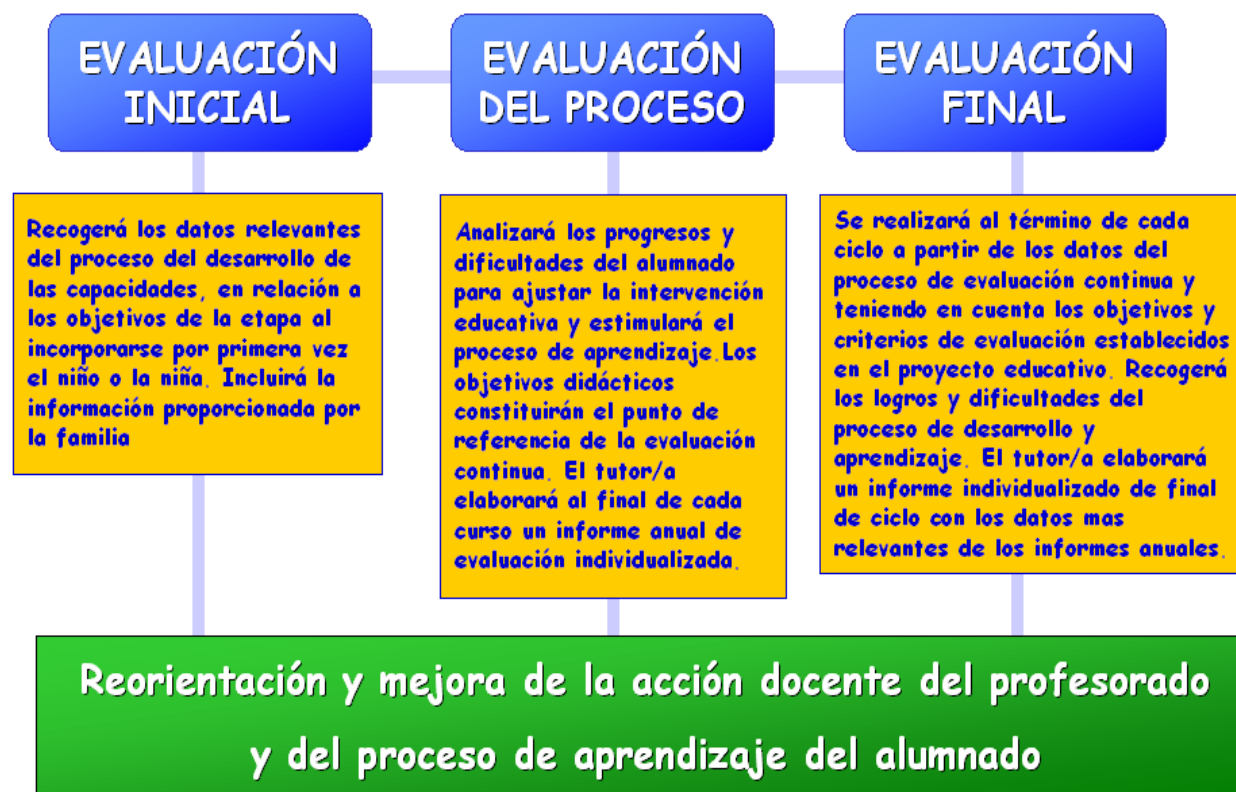 EVALUACIÓN
INICIAL
EVALUACIÓN
DEL PROCESO
EVALUACIÓN
FINAL
Recogerá los datos relevantes
del proceso del desarrollo de
las capacidades, en relación a
los objetivos de la etapa al
incorporarse por primera vez
el niño o la niña. Incluirá la
información proporcionada por
la familia
Analizará los progresos y
dificultades del alumnado
para ajustar la intervención
educativa y estimulará el
proceso de aprendizaje.Los
objetivos didácticos
constituirán el punto de
referencia de la evaluación
continua. El tutor/a
elaborará al final de cada
curso un informe anual de
evaluación individualizada.
Se realizará al término de cada
ciclo a partir de los datos del
proceso de evaluación continua y
teniendo en cuenta los objetivos y
criterios de evaluación establecidos
en el proyecto educativo. Recogerá
los logros y dificultades del
proceso de desarrollo y
aprendizaje. El tutor/a elaborará
un informe individualizado de final
de ciclo con los datos mas
relevantes de los informes anuales.
Reorientación y mejora de la acción docente del profesorado
y del proceso de aprendizaje del alumnado